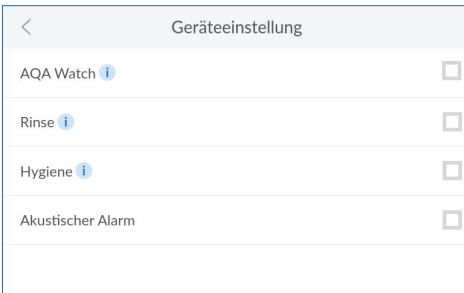 Geräteeinstellung
AQA Watch i
Rinse i
Hygiene i
Akustischer Alarm